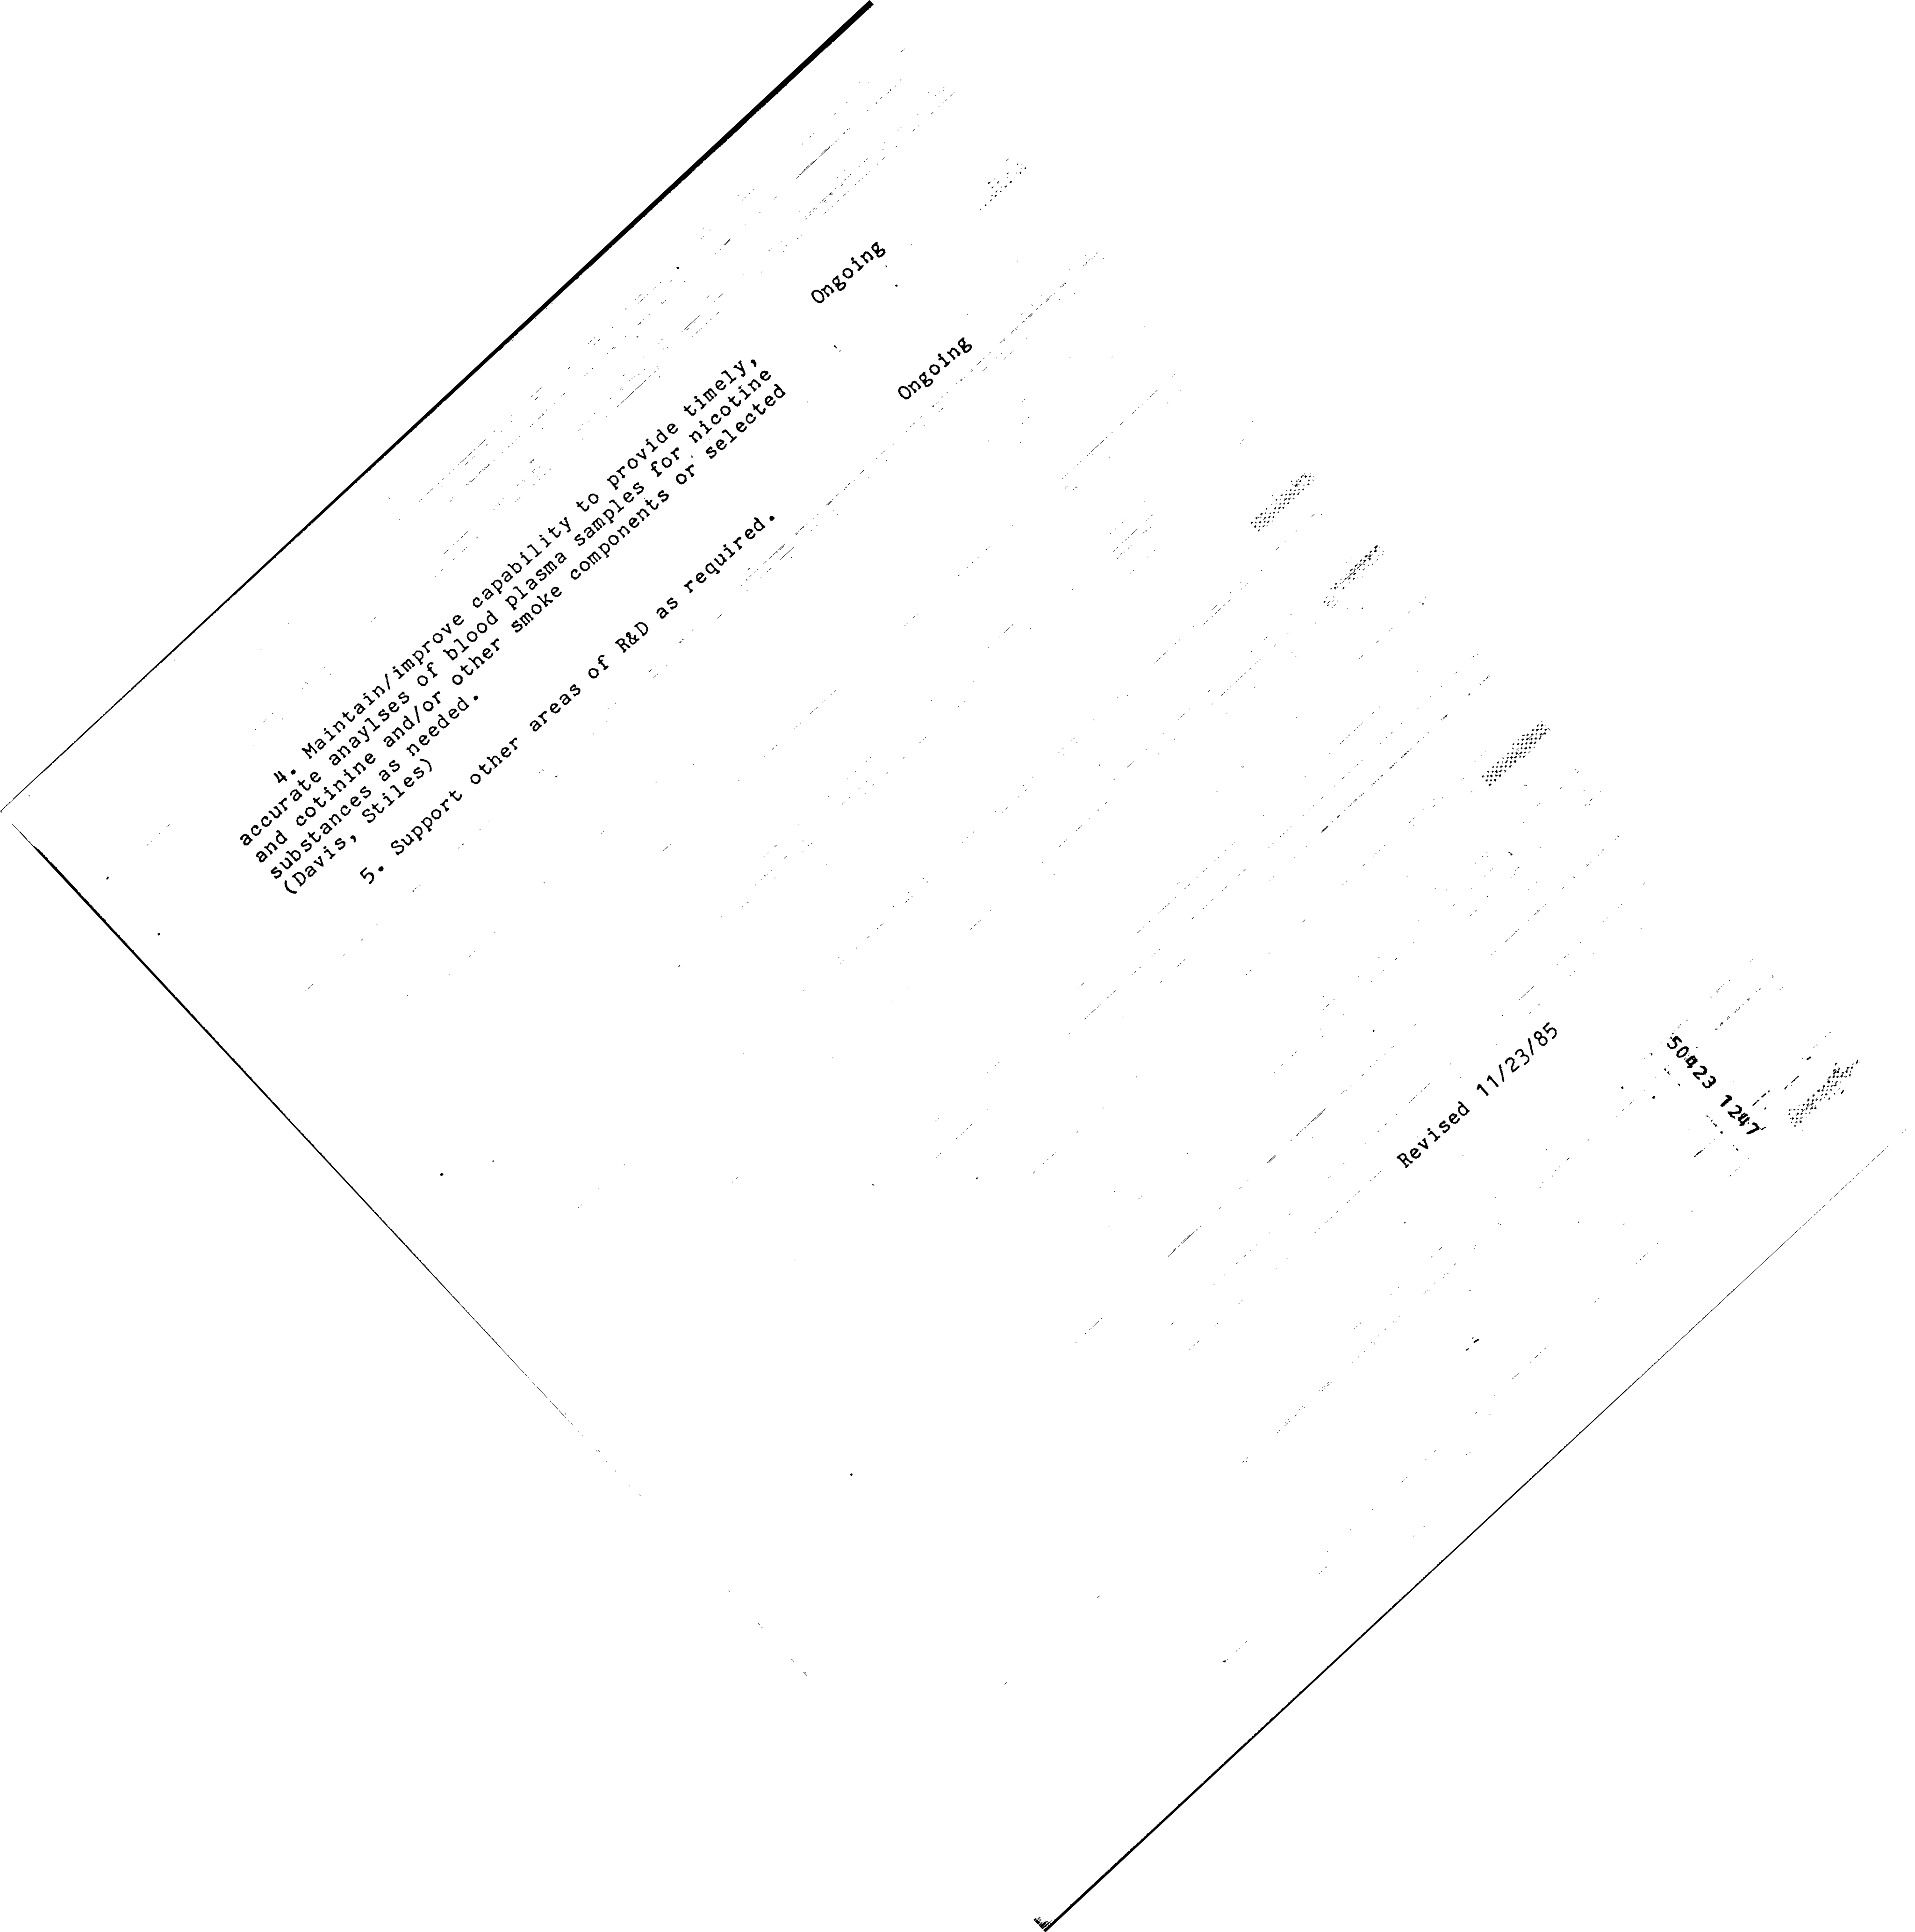 4. Maintain/improve capability to provide timely, Ongoing
accurate anaylses of blood plasma samples for nicotine
and cotinine and/or other smoke components or selected
substances as needed.
(Davis, Stiles)
5. Support other areas of R&D as required. Ongoing
Revised 11/23/85
50423 1247